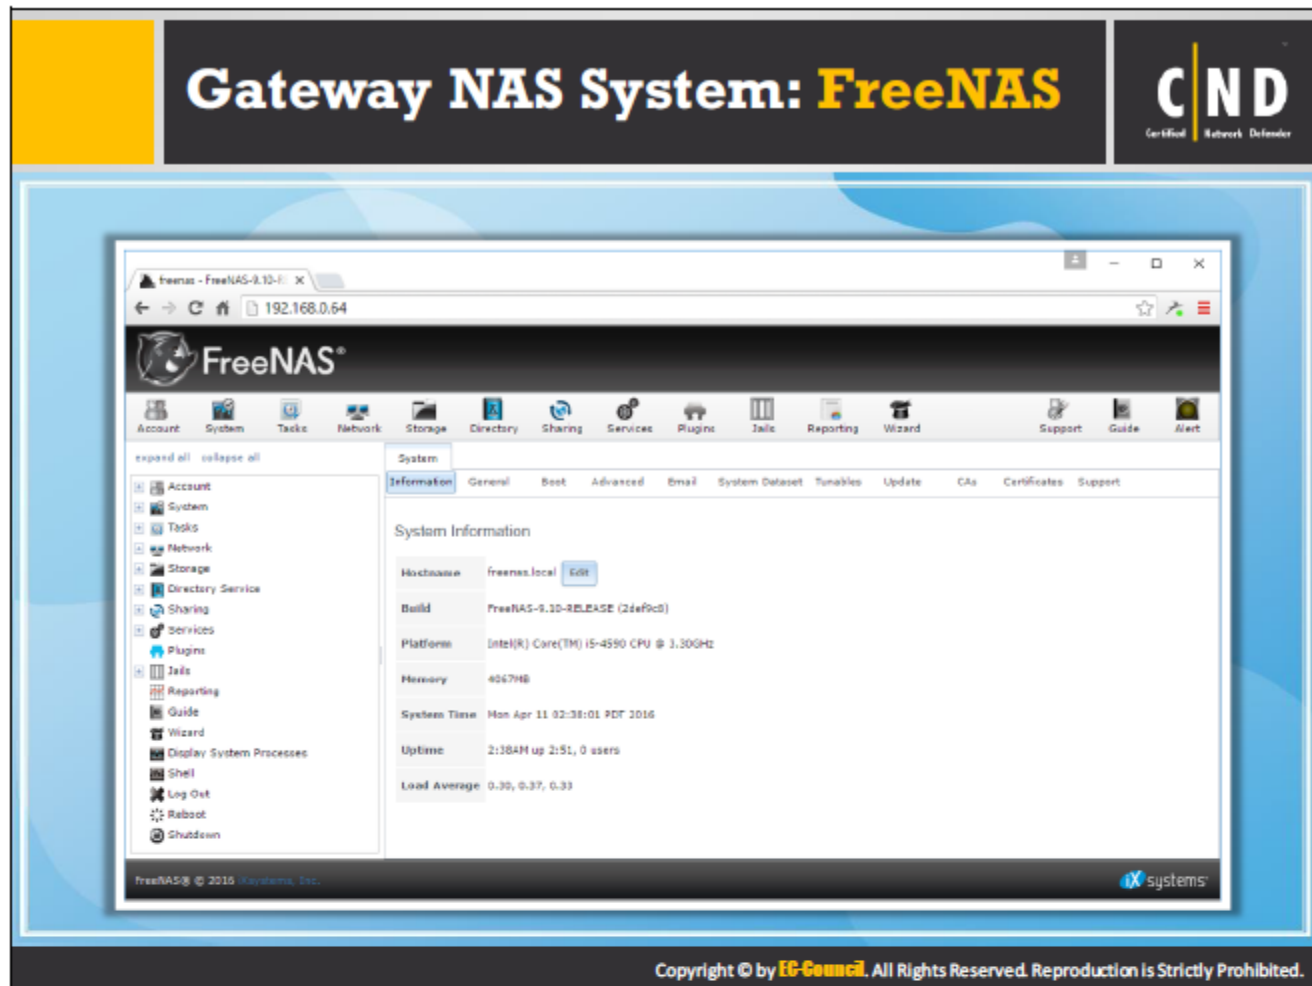 Gateway NAS System: FreeNAS
C|ND
Certified Network Defender
freenas - FreeNAS-9.10-R
192.168.0.64
FreeNAS®
Account System Tasks Network Storage Directory Sharing Services Plugins Jails Reporting Wizard Support Guide Alert
expand all collapse all
Account
System
Tasks
Network
Storage
Directory Service
Sharing
Services
Plugins
Jails
Reporting
Guide
Wizard
Display System Processes
Shell
Log Out
Reboot
Shutdown
System
Information General Boot Advanced Email System Dataset Tunables Update CAs Certificates Support
System Information
Hostname freenas.local Edit
Build FreeNAS-9.10-RELEASE (2def9c8)
Platform Intel(R) Core(TM) i5-4590 CPU @ 3.30GHz
Memory 4067MB
System Time Mon Apr 11 02:38:01 PDT 2016
Uptime 2:38AM up 2:51, 0 users
Load Average 0.30, 0.37, 0.33
FreeNAS® © 2016 iXsystems, Inc.
iX systems
Copyright © by EC-Council. All Rights Reserved. Reproduction is Strictly Prohibited.